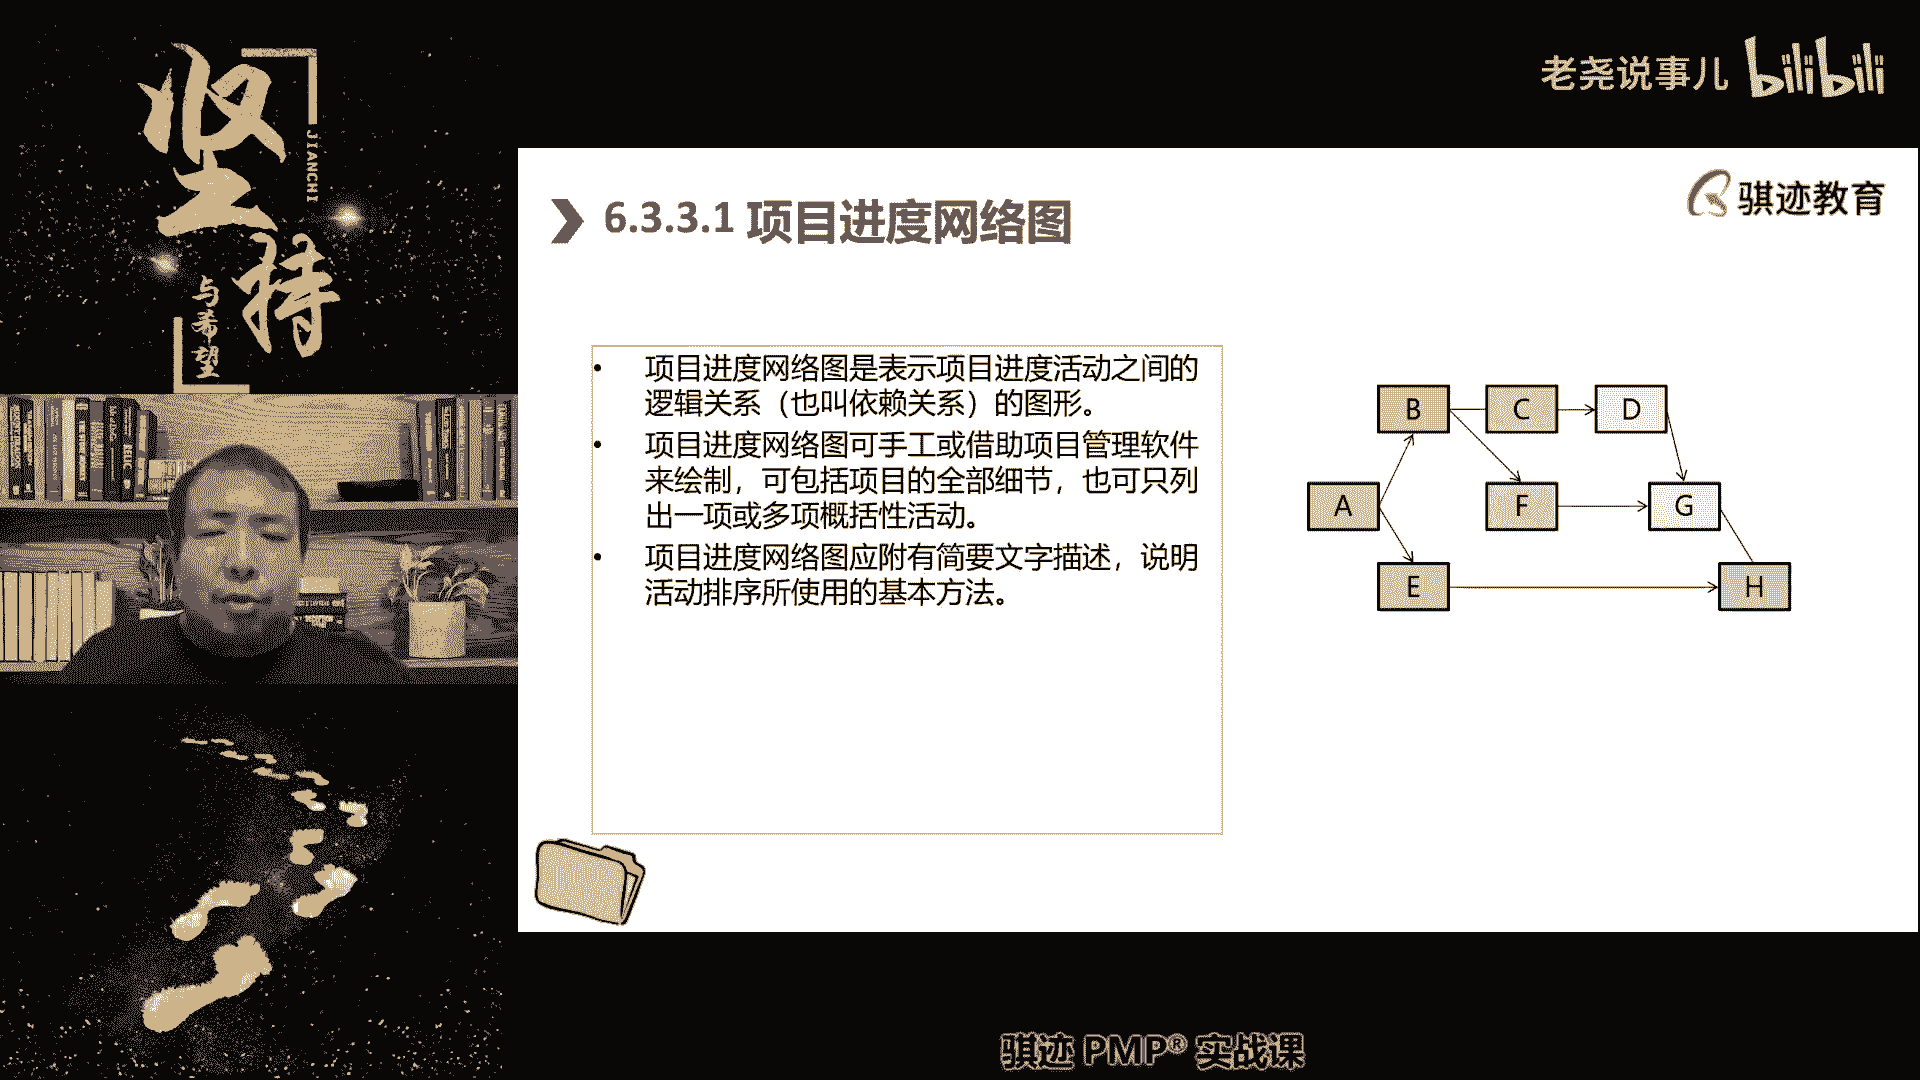 坚持
JIANCHI
与希望
老尧说事儿 bilibili
骐迹教育
6.3.3.1 项目进度网络图
• 项目进度网络图是表示项目进度活动之间的
逻辑关系（也叫依赖关系）的图形。
• 项目进度网络图可手工或借助项目管理软件
来绘制，可包括项目的全部细节，也可只列
出一项或多项概括性活动。
• 项目进度网络图应附有简要文字描述，说明
活动排序所使用的基本方法。
B C D
A F G
E H
骐迹 PMP® 实战课